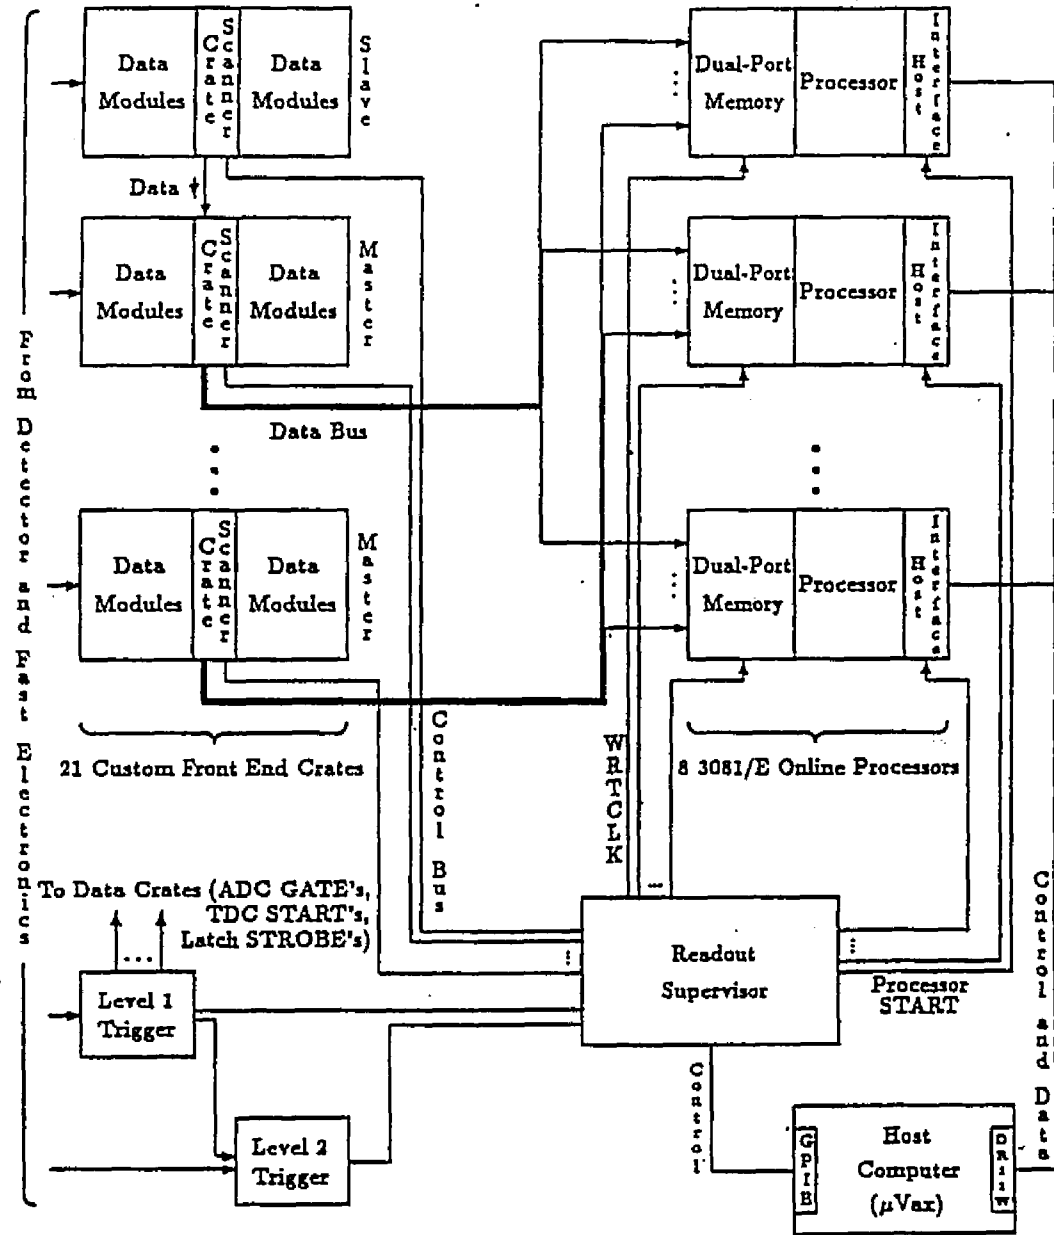 From Detector and Fast Electronics
Data
Modules
Crate
Scanner
Data
Modules
Slave
Data
Data
Modules
Crate
Scanner
Data
Modules
Master
Data Bus
Data
Modules
Crate
Scanner
Data
Modules
Master
21 Custom Front End Crates
Control Bus
Dual-Port
Memory
Processor
Host
Interface
Dual-Port
Memory
Processor
Host
Interface
Dual-Port
Memory
Processor
Host
Interface
8 3081/E Online Processors
WRTCLK
To Data Crates (ADC GATE's,
TDC START's,
Latch STROBE's)
Level 1
Trigger
Level 2
Trigger
Readout
Supervisor
Processor
START
Control
Control and Data
GPIB
Host
Computer
(μVax)
DR11W